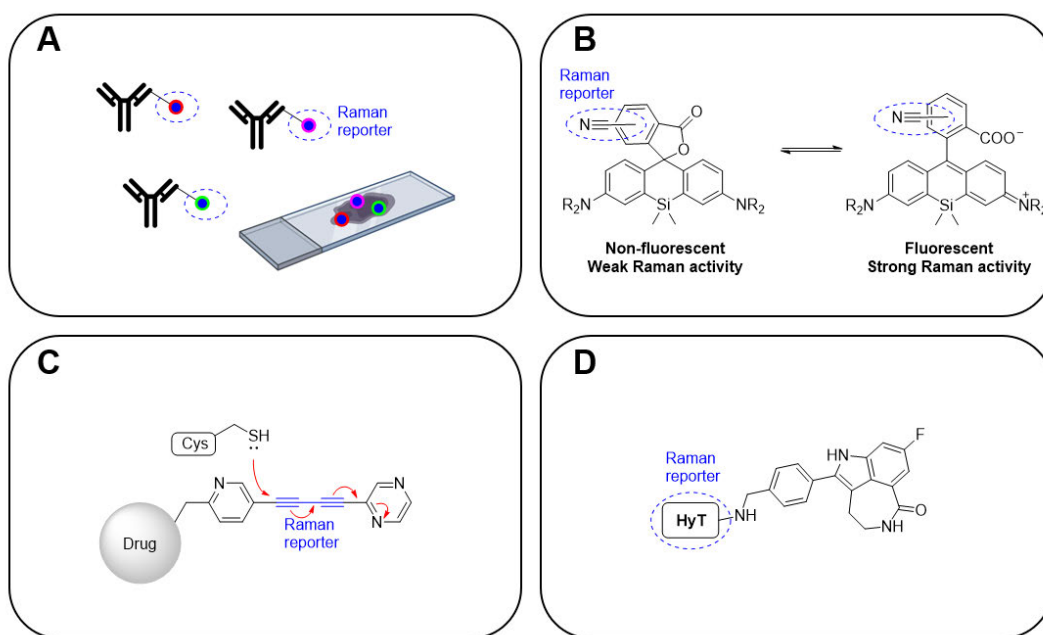 A
Raman
reporter
B
Raman
reporter
N
O
O
R₂N
Si
NR₂
Non-fluorescent
Weak Raman activity
N
COO⁻
R₂N
Si
N⁺R₂
Fluorescent
Strong Raman activity
C
Cys
SH
N
N
N
Raman
reporter
Drug
D
Raman
reporter
HyT
NH
HN
F
O
NH